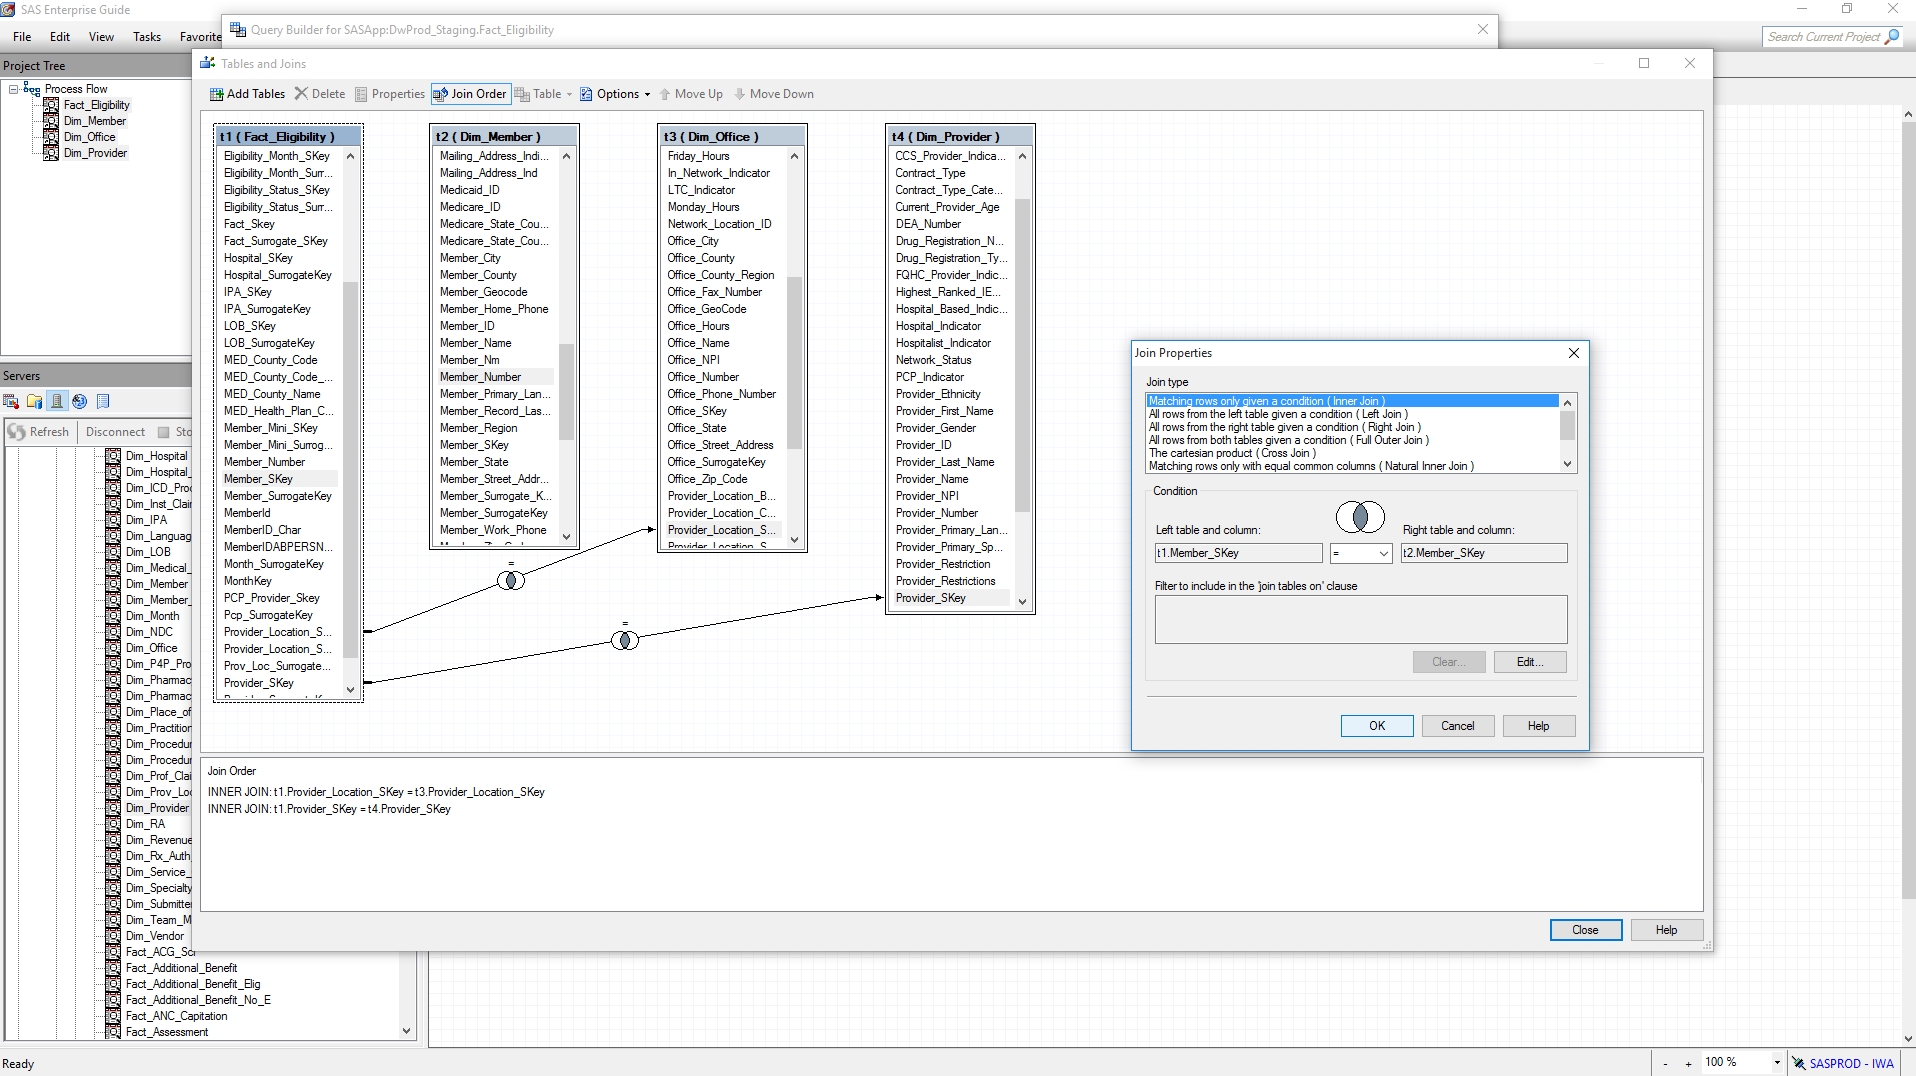 SAS Enterprise Guide
File Edit View Tasks Favorite
Search Current Project
Query Builder for SASApp:DwProd_Staging.Fact_Eligibility
Project Tree
Process Flow
Fact_Eligibility
Dim_Member
Dim_Office
Dim_Provider
Servers
Refresh Disconnect Sto
Dim_Hospital
Dim_Hospital_
Dim_ICD_Proc
Dim_Inst_Clair
Dim_IPA
Dim_Languag
Dim_LOB
Dim_Medical_
Dim_Member
Dim_Member_
Dim_Month
Dim_NDC
Dim_Office
Dim_P4P_Pro
Dim_Pharmac
Dim_Pharmac
Dim_Place_of
Dim_Practition
Dim_Procedur
Dim_Procedur
Dim_Prof_Clai
Dim_Prov_Loc
Dim_Provider
Dim_RA
Dim_Revenue
Dim_Rx_Auth
Dim_Service_
Dim_Specialty
Dim_Submitte
Dim_Team_M
Dim_Vendor
Fact_ACG_Sc
Fact_Additional_Benefit
Fact_Additional_Benefit_Elig
Fact_Additional_Benefit_No_E
Fact_ANC_Capitation
Fact_Assessment
Tables and Joins
Add Tables Delete Properties Join Order Table Options Move Up Move Down
t1 ( Fact_Eligibility )
Eligibility_Month_SKey
Eligibility_Month_Surr...
Eligibility_Status_SKey
Eligibility_Status_Surr...
Fact_Skey
Fact_Surrogate_SKey
Hospital_SKey
Hospital_SurrogateKey
IPA_SKey
IPA_SurrogateKey
LOB_SKey
LOB_SurrogateKey
MED_County_Code
MED_County_Code_...
MED_County_Name
MED_Health_Plan_C...
Member_Mini_SKey
Member_Mini_Surrog...
Member_Number
Member_SKey
Member_SurrogateKey
MemberId
MemberID_Char
MemberIDABPERSN...
Month_SurrogateKey
MonthKey
PCP_Provider_Skey
Pcp_SurrogateKey
Provider_Location_S...
Provider_Location_S...
Prov_Loc_Surrogate...
Provider_SKey
t2 ( Dim_Member )
Mailing_Address_Indi...
Mailing_Address_Ind
Medicaid_ID
Medicare_ID
Medicare_State_Cou...
Medicare_State_Cou...
Member_City
Member_County
Member_Geocode
Member_Home_Phone
Member_ID
Member_Name
Member_Nm
Member_Number
Member_Primary_Lan...
Member_Record_Las...
Member_Region
Member_SKey
Member_State
Member_Street_Addr...
Member_Surrogate_K...
Member_SurrogateKey
Member_Work_Phone
t3 ( Dim_Office )
Friday_Hours
In_Network_Indicator
LTC_Indicator
Monday_Hours
Network_Location_ID
Office_City
Office_County
Office_County_Region
Office_Fax_Number
Office_GeoCode
Office_Hours
Office_Name
Office_NPI
Office_Number
Office_Phone_Number
Office_SKey
Office_State
Office_Street_Address
Office_SurrogateKey
Office_Zip_Code
Provider_Location_B...
Provider_Location_C...
Provider_Location_S...
Provider_Location_S
t4 ( Dim_Provider )
CCS_Provider_Indica...
Contract_Type
Contract_Type_Cate...
Current_Provider_Age
DEA_Number
Drug_Registration_N...
Drug_Registration_Ty...
FQHC_Provider_Indic...
Highest_Ranked_IE...
Hospital_Based_Indic...
Hospital_Indicator
Hospitalist_Indicator
Network_Status
PCP_Indicator
Provider_Ethnicity
Provider_First_Name
Provider_Gender
Provider_ID
Provider_Last_Name
Provider_Name
Provider_NPI
Provider_Number
Provider_Primary_Lan...
Provider_Primary_Sp...
Provider_Restriction
Provider_Restrictions
Provider_SKey
=
=
Join Properties
Join type
Matching rows only given a condition ( Inner Join )
All rows from the left table given a condition ( Left Join )
All rows from the right table given a condition ( Right Join )
All rows from both tables given a condition ( Full Outer Join )
The cartesian product ( Cross Join )
Matching rows only with equal common columns ( Natural Inner Join )
Condition
Left table and column: Right table and column:
t1.Member_SKey = t2.Member_SKey
Filter to include in the 'join tables on' clause
Clear... Edit...
OK Cancel Help
Join Order
INNER JOIN: t1.Provider_Location_SKey = t3.Provider_Location_SKey
INNER JOIN: t1.Provider_SKey = t4.Provider_SKey
Close Help
Ready
- + 100 % SASPROD - IWA